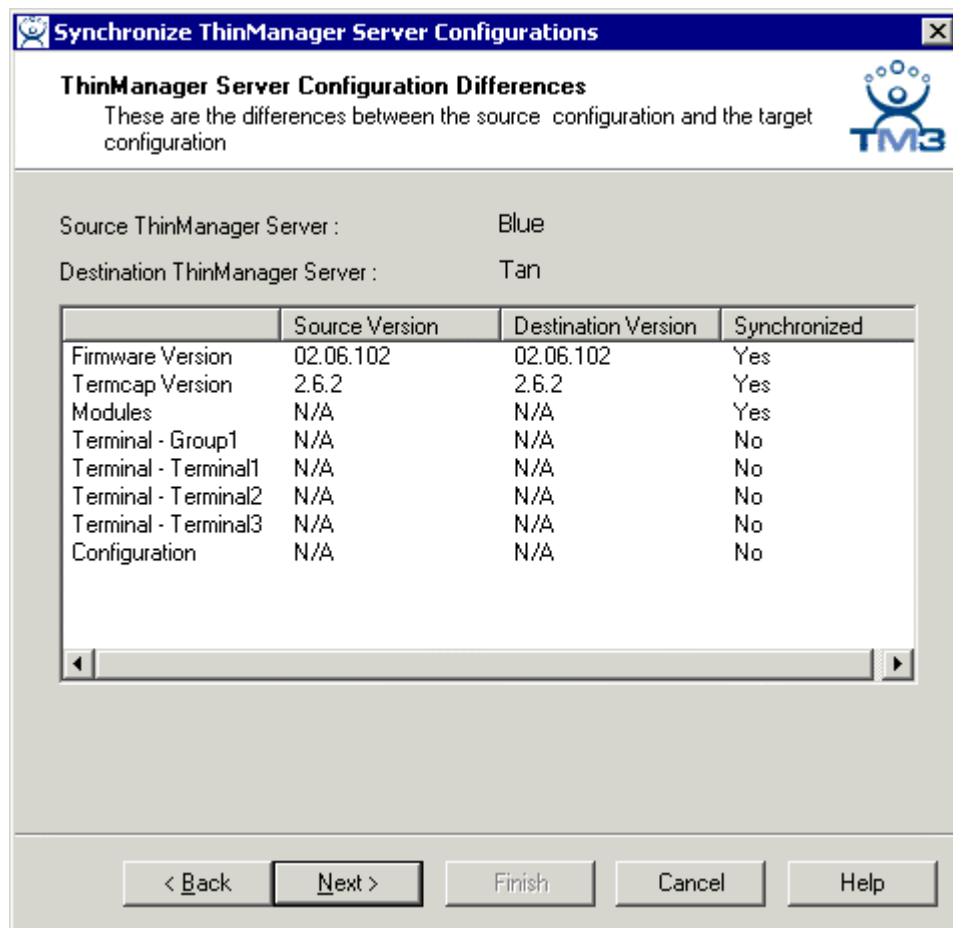 Synchronize ThinManager Server Configurations
ThinManager Server Configuration Differences
These are the differences between the source configuration and the target
configuration
TM3
Source ThinManager Server : Blue
Destination ThinManager Server : Tan
Source Version Destination Version Synchronized
Firmware Version 02.06.102 02.06.102 Yes
Termcap Version 2.6.2 2.6.2 Yes
Modules N/A N/A Yes
Terminal - Group1 N/A N/A No
Terminal - Terminal1 N/A N/A No
Terminal - Terminal2 N/A N/A No
Terminal - Terminal3 N/A N/A No
Configuration N/A N/A No
< Back Next > Finish Cancel Help